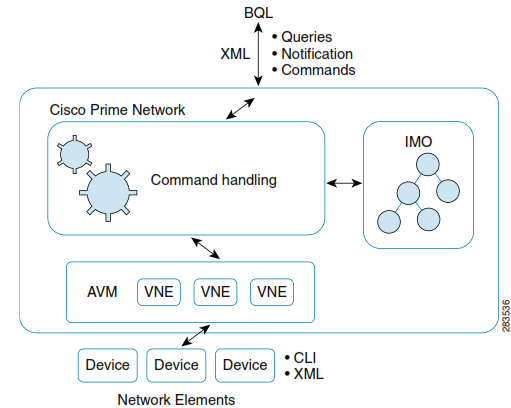 BQL
XML
• Queries
• Notification
• Commands
Cisco Prime Network
Command handling
IMO
AVM
VNE
VNE
VNE
283536
Device
Device
Device
• CLI
• XML
Network Elements